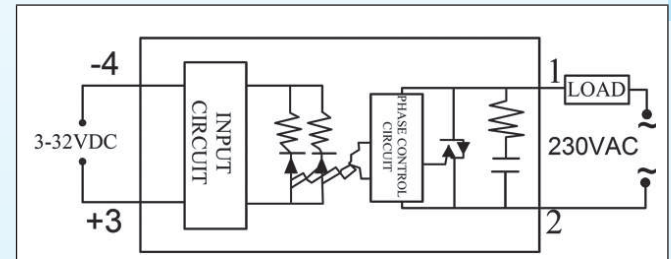 -4
3-32VDC
+3
INPUT
CIRCUIT
PHASE CONTROL
CIRCUIT
1
LOAD
~
230VAC
~
2